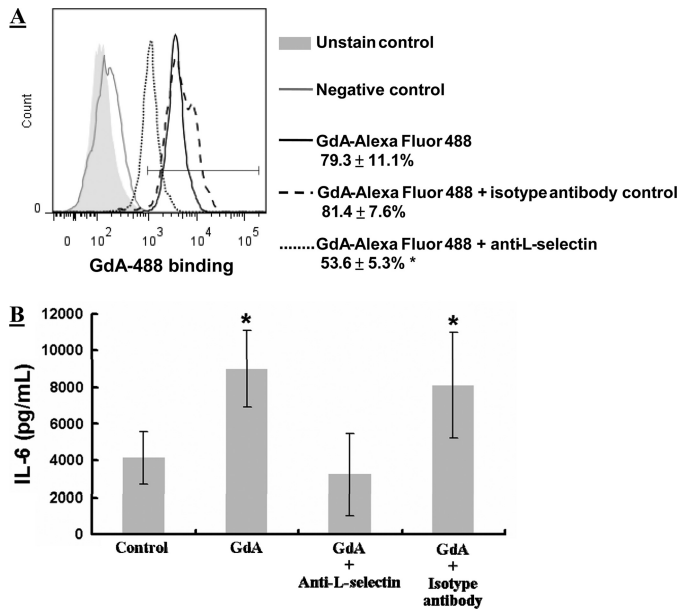 A
Count
0
0 10² 10³ 10⁴ 10⁵
GdA-488 binding
Unstain control
Negative control
GdA-Alexa Fluor 488
79.3 ± 11.1%
GdA-Alexa Fluor 488 + isotype antibody control
81.4 ± 7.6%
GdA-Alexa Fluor 488 + anti-L-selectin
53.6 ± 5.3% *
B
IL-6 (pg/mL)
12000
10000
8000
6000
4000
2000
0
* *
Control
GdA
GdA
+
Anti-L-selectin
GdA
+
Isotype
antibody